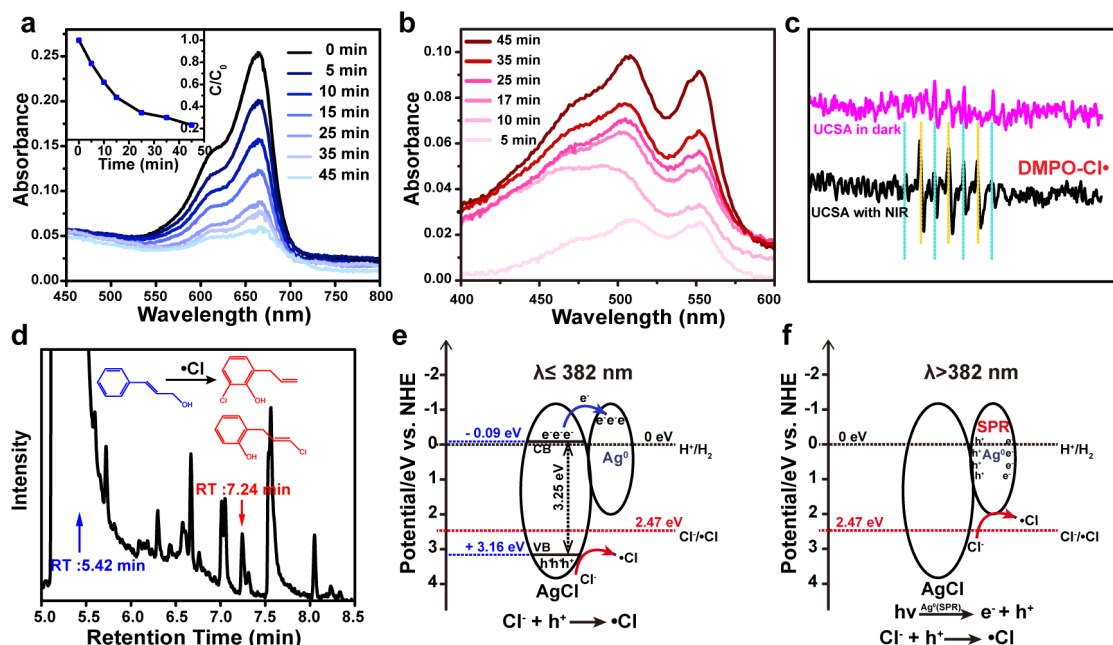 a
0.25
0.20
0.15
0.10
0.05
0.00
Absorbance
450 500 550 600 650 700 750 800
Wavelength (nm)
1.0
0.8
0.6
0.4
0.2
C/C₀
0 10 20 30 40
Time (min)
0 min
5 min
10 min
15 min
25 min
35 min
45 min
b
0.10
0.08
0.06
0.04
0.02
0.00
Absorbance
400 450 500 550 600
Wavelength (nm)
45 min
35 min
25 min
17 min
10 min
5 min
c
UCSA in dark
DMPO-Cl•
UCSA with NIR
d
Intensity
•Cl
OH
Cl
OH
OH
Cl
RT :7.24 min
RT :5.42 min
5.0 5.5 6.0 6.5 7.0 7.5 8.0 8.5
Retention Time (min)
e
Potential/eV vs. NHE
-2
-1
0
1
2
3
4
λ≤ 382 nm
e⁻
- 0.09 eV
e⁻e⁻e⁻
e⁻e⁻e⁻
0 eV
CB
H⁺/H₂
Ag⁰
3.25 eV
2.47 eV
Cl⁻/•Cl
+ 3.16 eV
VB
h⁺h⁺h⁺
•Cl
Cl⁻
AgCl
Cl⁻ + h⁺ → •Cl
f
Potential/eV vs. NHE
-2
-1
0
1
2
3
4
λ>382 nm
SPR
0 eV
h⁺ e⁻
H⁺/H₂
h⁺ Ag⁰ e⁻
h⁺ e⁻
h⁺ e⁻
2.47 eV
•Cl
Cl⁻
Cl⁻/•Cl
AgCl
hν Ag⁰(SPR) → e⁻ + h⁺
Cl⁻ + h⁺ → •Cl